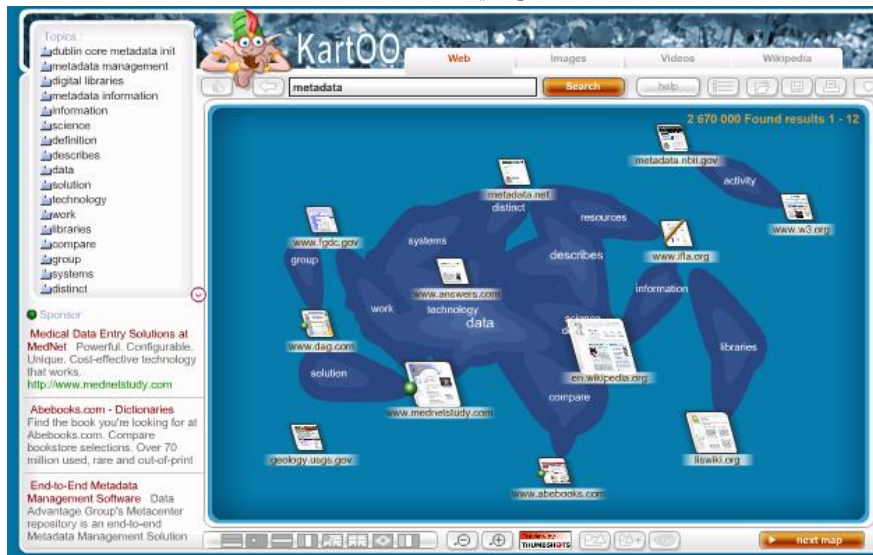 Topics :
dublin core metadata init
metadata management
digital libraries
metadata information
information
science
definition
describes
data
solution
technology
work
libraries
compare
group
systems
distinct
Sponsor
Medical Data Entry Solutions at
MedNet Powerful. Configurable.
Unique. Cost-effective technology
that works.
http://www.mednetstudy.com
Abebooks.com - Dictionaries
Find the book you're looking for at
Abebooks.com. Compare
bookstore selections. Over 70
million used, rare and out-of-print
End-to-End Metadata
Management Software Data
Advantage Group's Metacenter
repository is an end-to-end
Metadata Management Solution
KartOO
Web
Images
Videos
Wikipedia
metadata
Search
help
2 670 000 Found results 1 - 12
metadata.nbii.gov
activity
www.w3.org
metadata.net
distinct
resources
www.fgdc.gov
group
systems
describes
www.ifla.org
www.answers.com
information
work
technology
data
science
www.dag.com
libraries
solution
en.wikipedia.org
www.mednetstudy.com
compare
geology.usgs.gov
liswiki.org
www.abebooks.com
THUMBSHOTS
next map